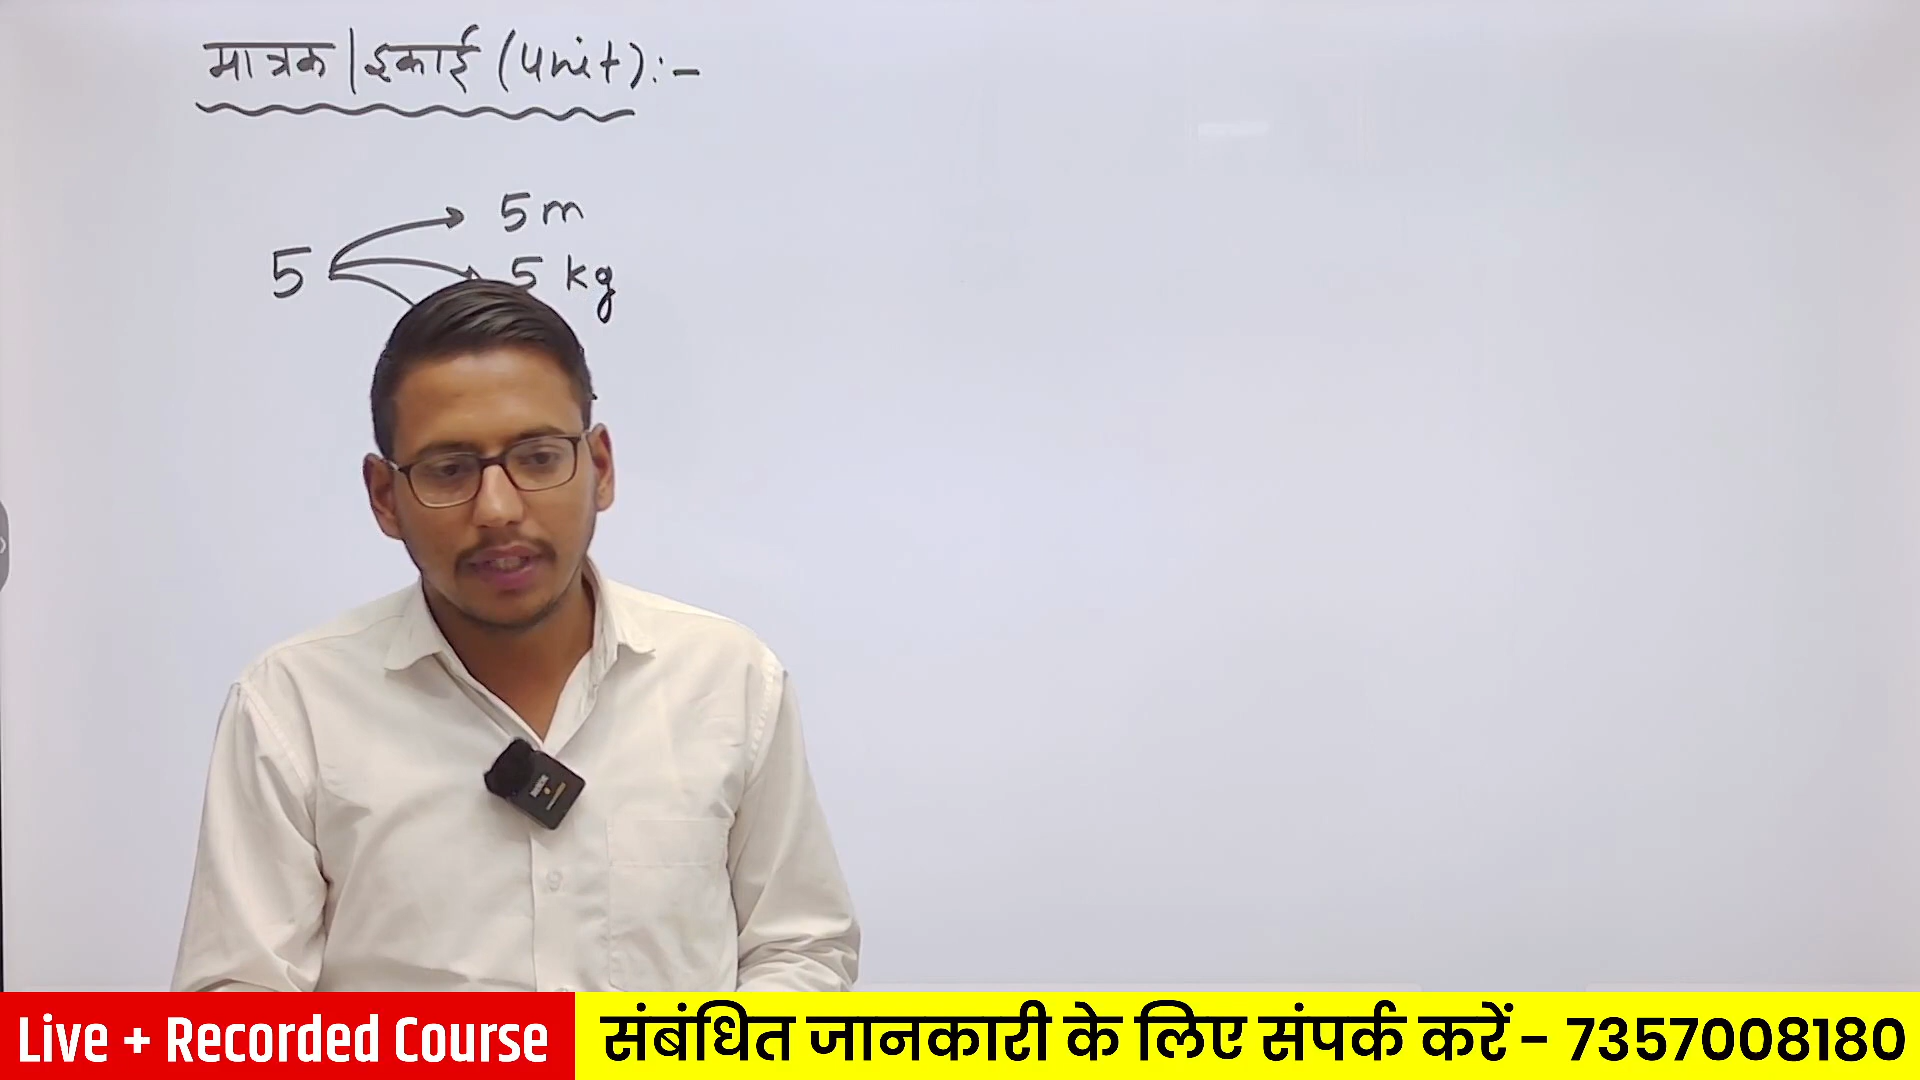 मात्रक | इकाई (Unit):-
5m
5 5 kg
Live + Recorded Course संबंधित जानकारी के लिए संपर्क करें - 7357008180